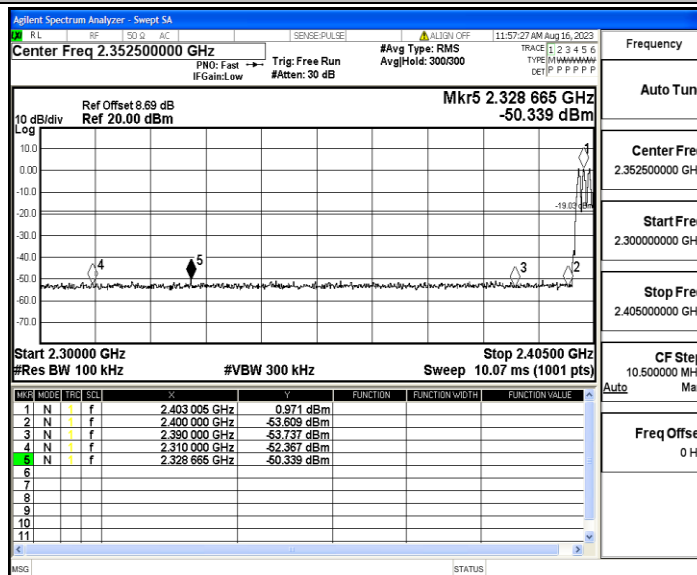 Agilent Spectrum Analyzer - Swept SA
RL RF 50 Ω AC SENSE:PULSE ALIGN OFF 11:57:27 AM Aug 16, 2023
Center Freq 2.352500000 GHz
PNO: Fast
IFGain:Low
Trig: Free Run
#Atten: 30 dB
#Avg Type: RMS
Avg|Hold: 300/300
TRACE 1 2 3 4 5 6
TYPE M
DET P P P P P P
Ref Offset 8.69 dB
10 dB/div Ref 20.00 dBm
Log
Mkr5 2.328 665 GHz
-50.339 dBm
10.0
0.00
-10.0
-20.0
-30.0
-40.0
-50.0
-60.0
-70.0
1
-19.03 dBm
4
5
3
2
Start 2.30000 GHz Stop 2.40500 GHz
#Res BW 100 kHz #VBW 300 kHz Sweep 10.07 ms (1001 pts)
MKR MODE TRC SCL X Y FUNCTION FUNCTION WIDTH FUNCTION VALUE
1 N 1 f 2.403 005 GHz 0.971 dBm
2 N 1 f 2.400 000 GHz -53.609 dBm
3 N 1 f 2.390 000 GHz -53.737 dBm
4 N 1 f 2.310 000 GHz -52.367 dBm
5 N 1 f 2.328 665 GHz -50.339 dBm
6
7
8
9
10
11
MSG STATUS
Frequency
Auto Tun
Center Fre
2.352500000 GH
Start Fre
2.300000000 GH
Stop Fre
2.405000000 GH
CF Ste
10.500000 MH
Auto Ma
Freq Offse
0 H